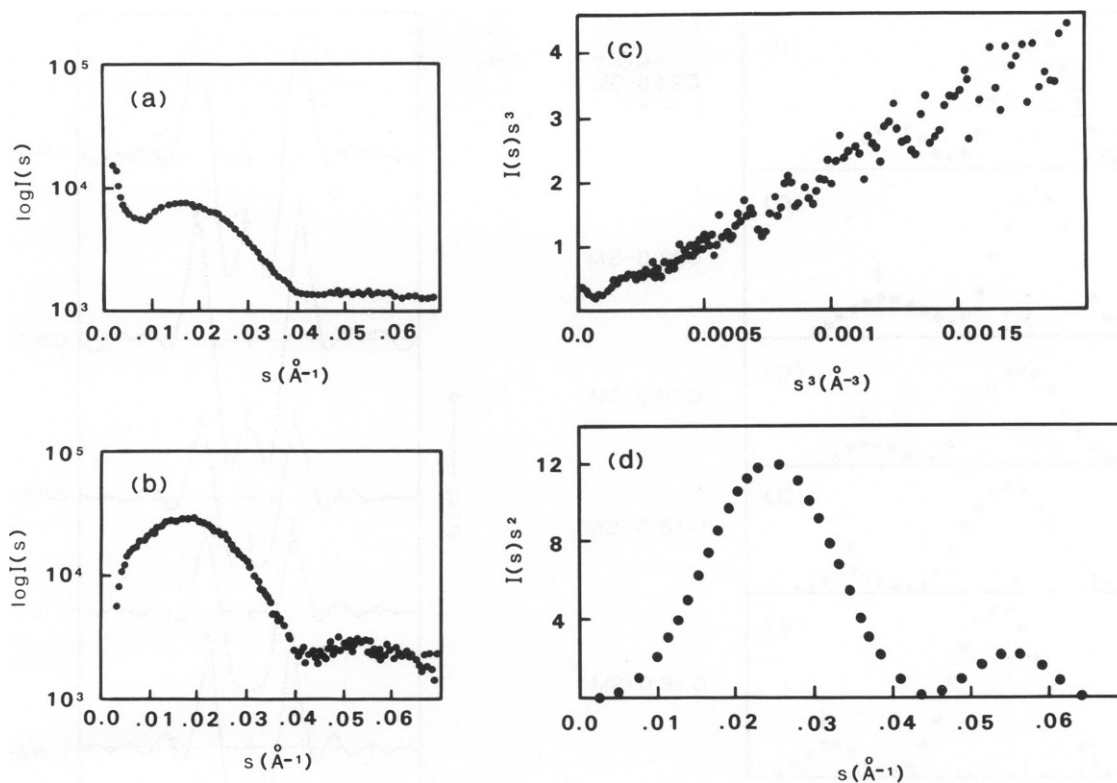 (a)
10⁵
10⁴
10³
logI(s)
0.0 .01 .02 .03 .04 .05 .06
s(Å⁻¹)
(b)
10⁵
10⁴
10³
logI(s)
0.0 .01 .02 .03 .04 .05 .06
s(Å⁻¹)
(c)
4
3
2
1
I(s)s³
0.0 0.0005 0.001 0.0015
s³(Å⁻³)
(d)
12
8
4
I(s)s²
0.0 .01 .02 .03 .04 .05 .06
s(Å⁻¹)